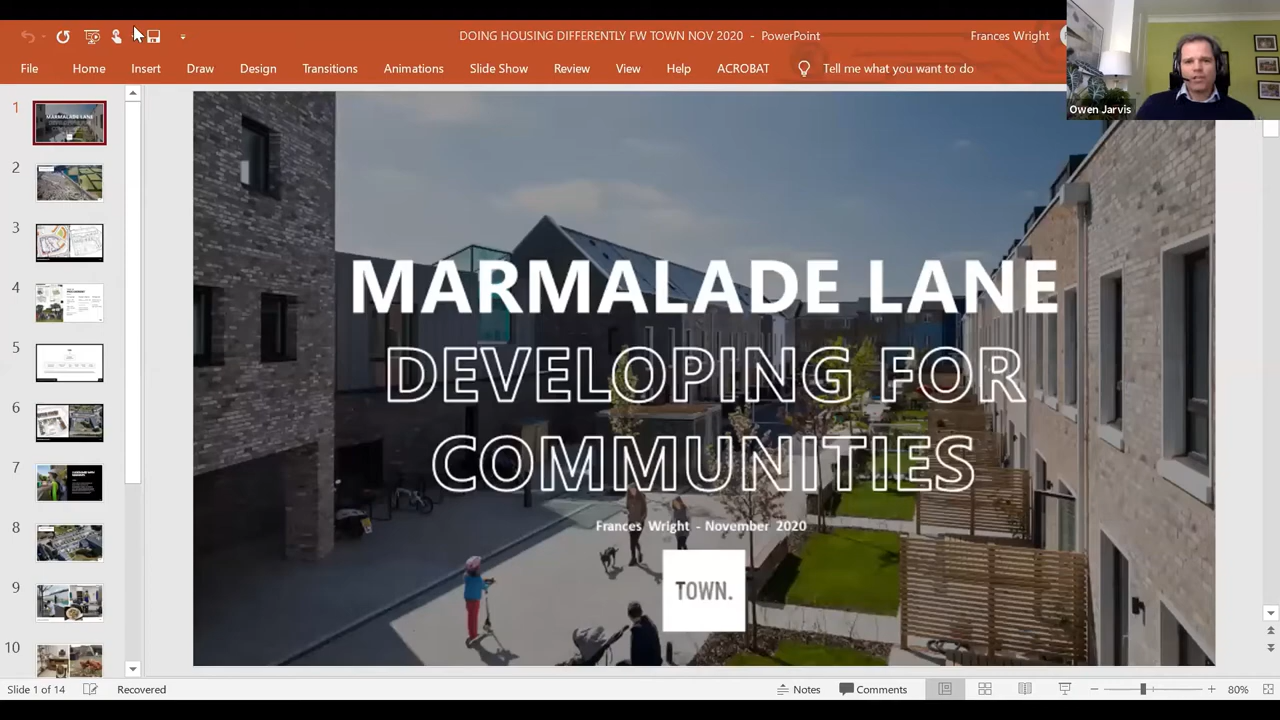 DOING HOUSING DIFFERENTLY FW TOWN NOV 2020 - PowerPoint
Frances Wright
File Home Insert Draw Design Transitions Animations Slide Show Review View Help ACROBAT Tell me what you want to do
Owen Jarvis
1
2
3
4
5
6
7
8
9
10
MARMALADE LANE
DEVELOPING FOR
COMMUNITIES
Frances Wright - November 2020
TOWN.
Slide 1 of 14 Recovered Notes Comments 80%